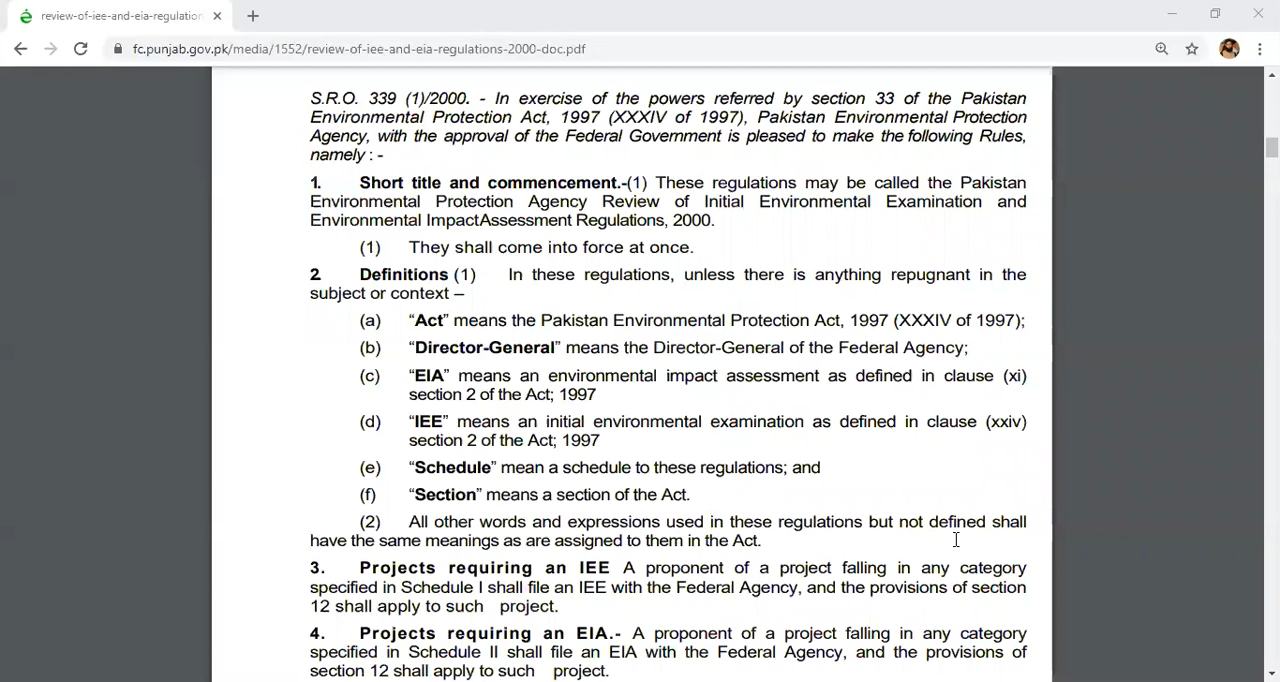 review-of-iee-and-eia-regulation
fc.punjab.gov.pk/media/1552/review-of-iee-and-eia-regulations-2000-doc.pdf
S.R.O. 339 (1)/2000. - In exercise of the powers referred by section 33 of the Pakistan
Environmental Protection Act, 1997 (XXXIV of 1997), Pakistan Environmental Protection
Agency, with the approval of the Federal Government is pleased to make the following Rules,
namely : -
1. Short title and commencement.-(1) These regulations may be called the Pakistan
Environmental Protection Agency Review of Initial Environmental Examination and
Environmental ImpactAssessment Regulations, 2000.
(1) They shall come into force at once.
2. Definitions (1) In these regulations, unless there is anything repugnant in the
subject or context –
(a) “Act” means the Pakistan Environmental Protection Act, 1997 (XXXIV of 1997);
(b) “Director-General” means the Director-General of the Federal Agency;
(c) “EIA” means an environmental impact assessment as defined in clause (xi)
section 2 of the Act; 1997
(d) “IEE” means an initial environmental examination as defined in clause (xxiv)
section 2 of the Act; 1997
(e) “Schedule” mean a schedule to these regulations; and
(f) “Section” means a section of the Act.
(2) All other words and expressions used in these regulations but not defined shall
have the same meanings as are assigned to them in the Act.
3. Projects requiring an IEE A proponent of a project falling in any category
specified in Schedule I shall file an IEE with the Federal Agency, and the provisions of section
12 shall apply to such project.
4. Projects requiring an EIA.- A proponent of a project falling in any category
specified in Schedule II shall file an EIA with the Federal Agency, and the provisions of
section 12 shall apply to such project.